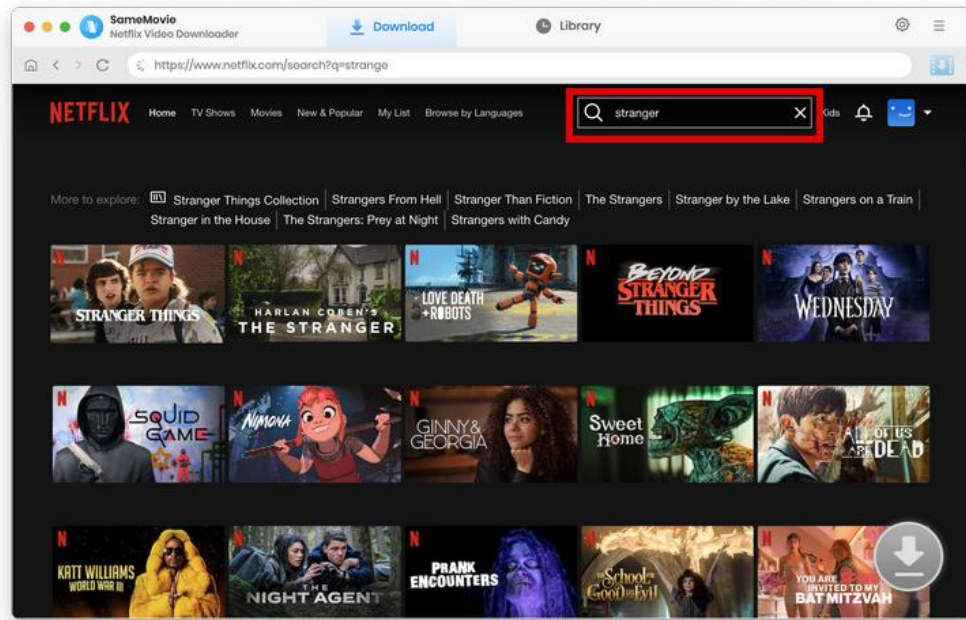 SameMovie
Netflix Video Downloader
Download
Library
https://www.netflix.com/search?q=strange
NETFLIX Home TV Shows Movies New & Popular My List Browse by Languages stranger Kids
More to explore: Stranger Things Collection Strangers From Hell Stranger Than Fiction The Strangers Stranger by the Lake Strangers on a Train
Stranger in the House The Strangers: Prey at Night Strangers with Candy
N
STRANGER THINGS
N
HARLAN COBEN'S
THE STRANGER
N
LOVE DEATH
+ROBOTS
N
BEYOND
STRANGER
THINGS
N
WEDNESDAY
N
SQUID
GAME
N
NIMONA
N
GINNY&
GEORGIA
N
Sweet
Home
N
ALL OF US
ARE DEAD
N
KATT WILLIAMS
WORLD WAR III
N
THE
NIGHT AGENT
N
PRANK
ENCOUNTERS
N
The School for
Good and Evil
N
YOU ARE
INVITED TO MY
BAT MITZVAH